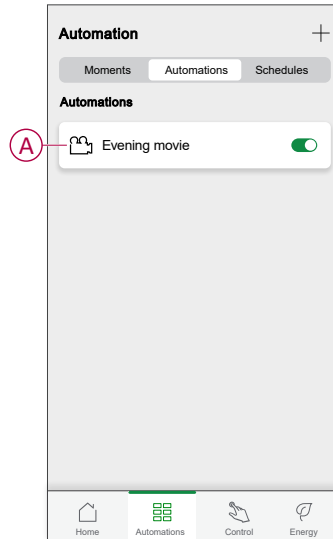 Automation
Moments Automations Schedules
Automations
A Evening movie
Home Automations Control Energy